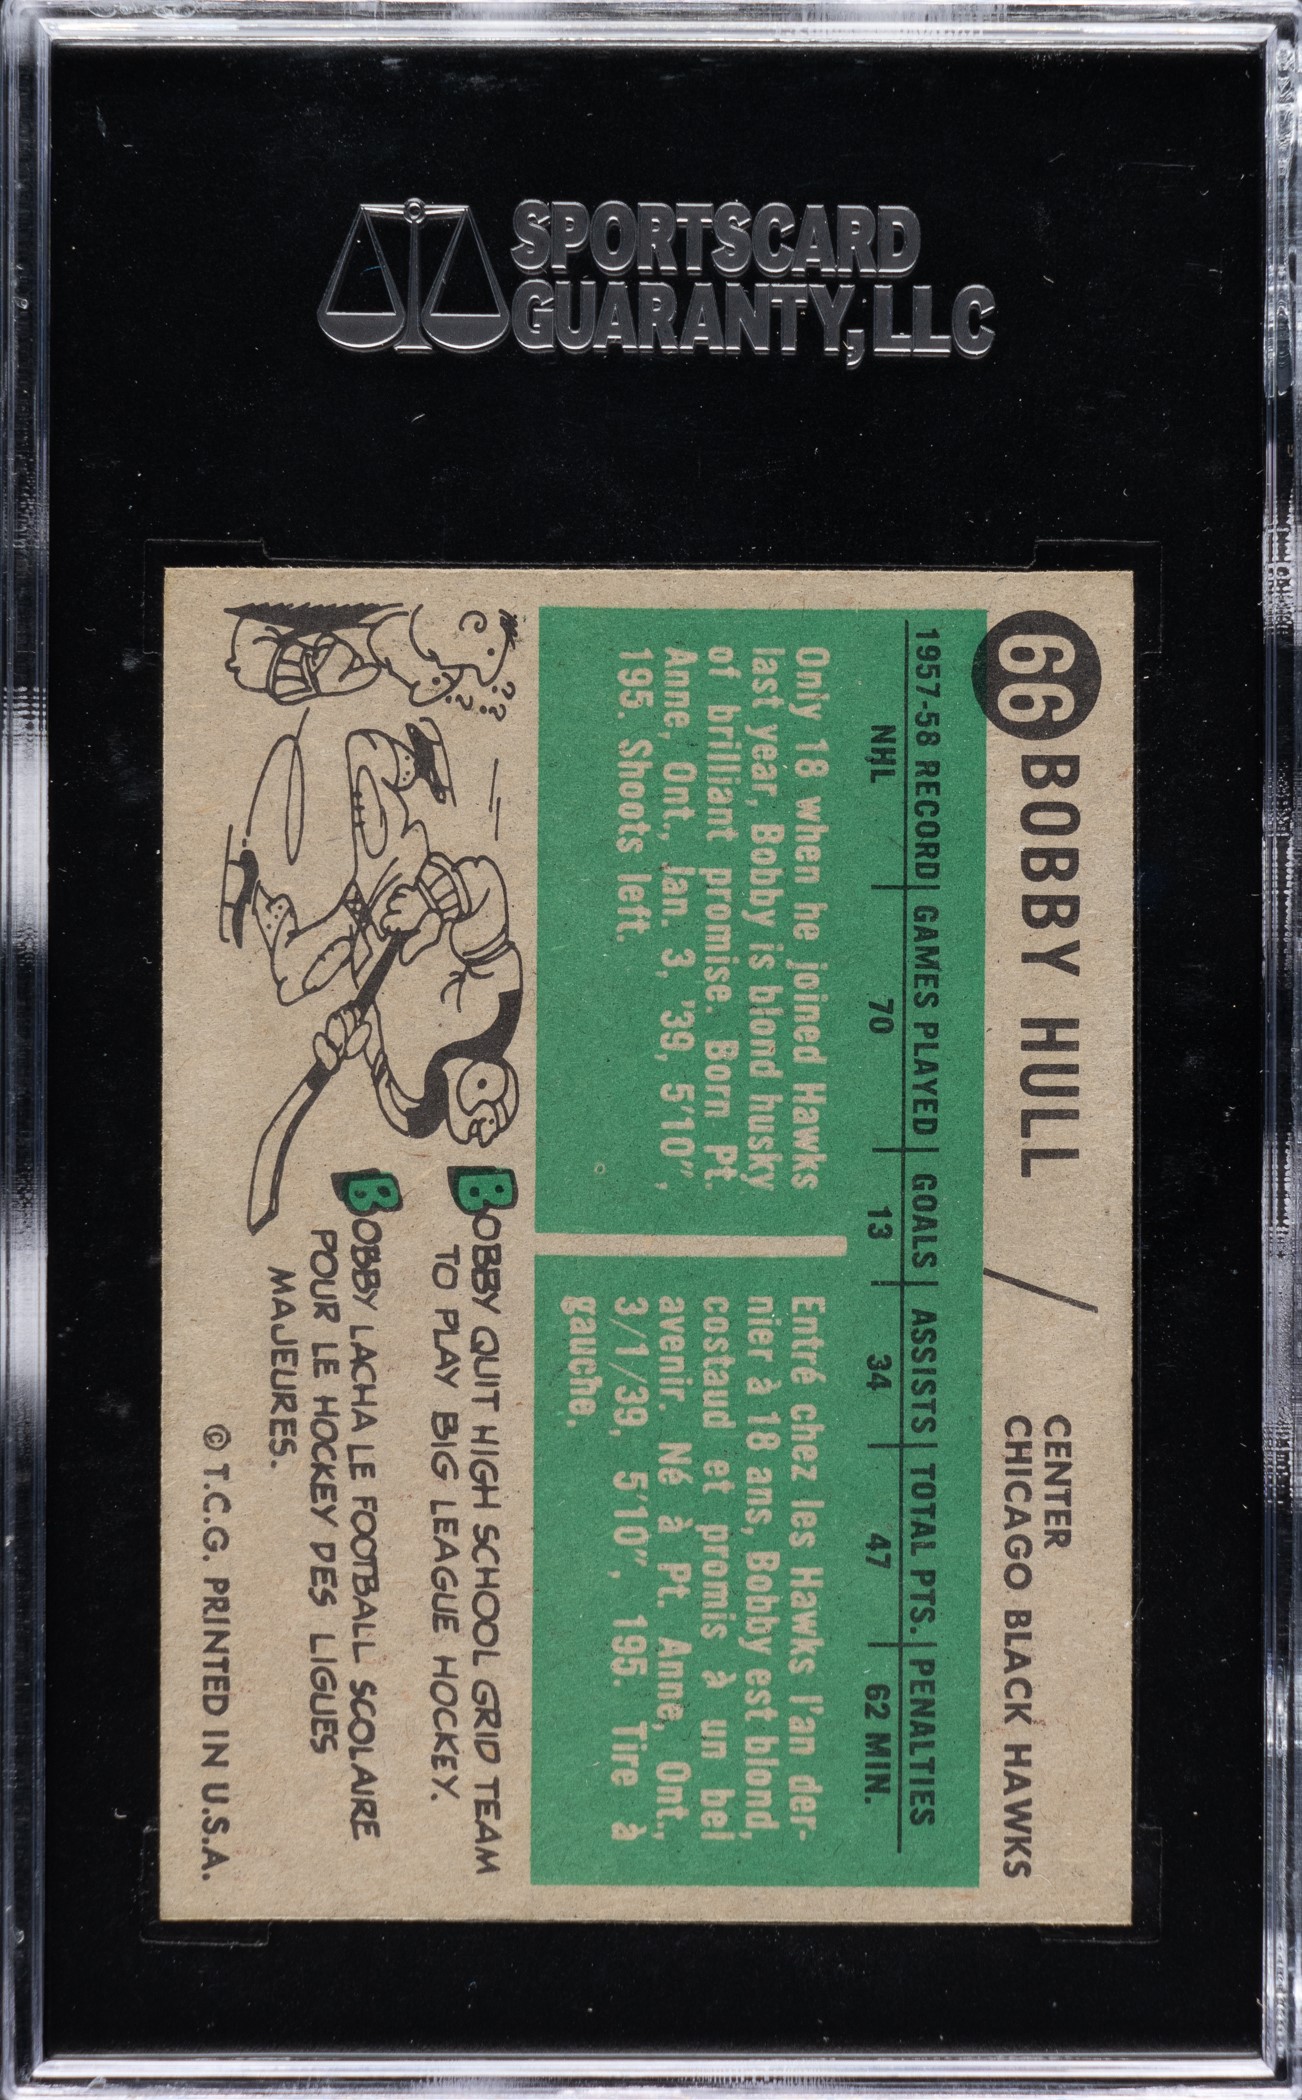 SPORTSCARD
GUARANTY, LLC
66 BOBBY HULL / CENTER
CHICAGO BLACK HAWKS
1957-58 RECORD | GAMES PLAYED | GOALS | ASSISTS | TOTAL PTS. | PENALTIES
NHL 70 13 34 47 62 MIN.
Only 18 when he joined Hawks
last year, Bobby is blond husky
of brilliant promise. Born Pt.
Anne, Ont., Jan. 3, '39, 5'10",
195. Shoots left.
Entré chez les Hawks l'an der-
nier à 18 ans, Bobby est blond,
costaud et promis à un bel
avenir. Né à Pt. Anne, Ont.,
3/1/39, 5'10", 195. Tire à
gauche.
? ? ? ?
BOBBY QUIT HIGH SCHOOL GRID TEAM
TO PLAY BIG LEAGUE HOCKEY.
BOBBY LACHA LE FOOTBALL SCOLAIRE
POUR LE HOCKEY DES LIGUES
MAJEURES.
© T.C.G. PRINTED IN U.S.A.